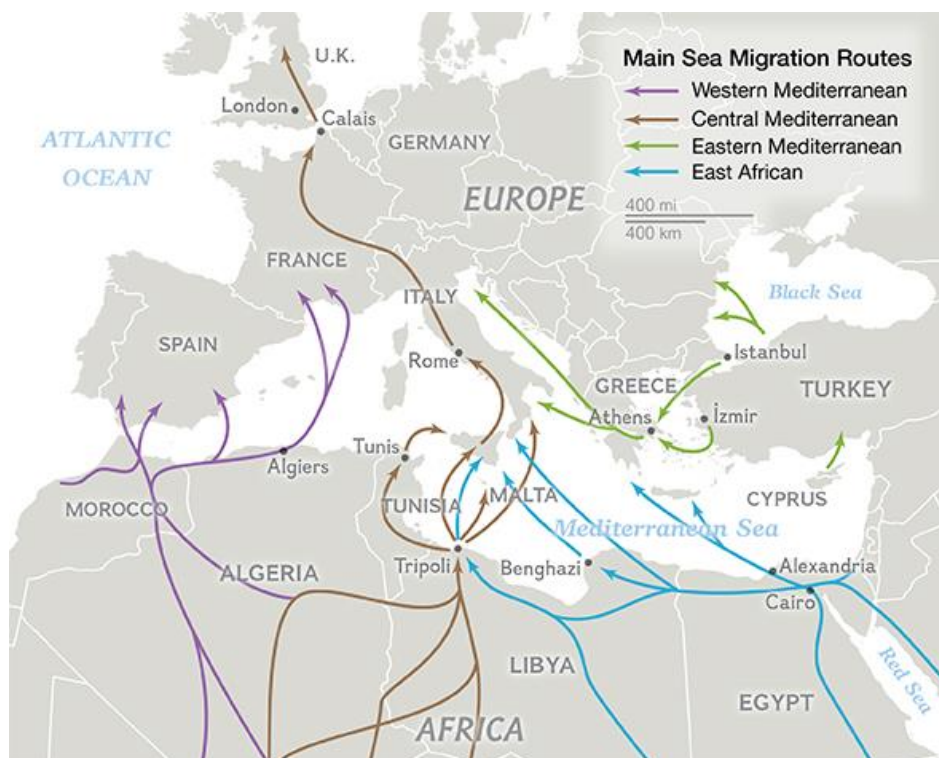 Main Sea Migration Routes
Western Mediterranean
Central Mediterranean
Eastern Mediterranean
East African
400 mi
400 km
U.K.
London
Calais
ATLANTIC
OCEAN
GERMANY
EUROPE
FRANCE
ITALY
Black Sea
SPAIN
Rome
Istanbul
GREECE
TURKEY
Athens
İzmir
Tunis
Algiers
MOROCCO
TUNISIA
MALTA
CYPRUS
Mediterranean Sea
ALGERIA
Tripoli
Benghazi
Alexandria
Cairo
LIBYA
EGYPT
Red Sea
AFRICA